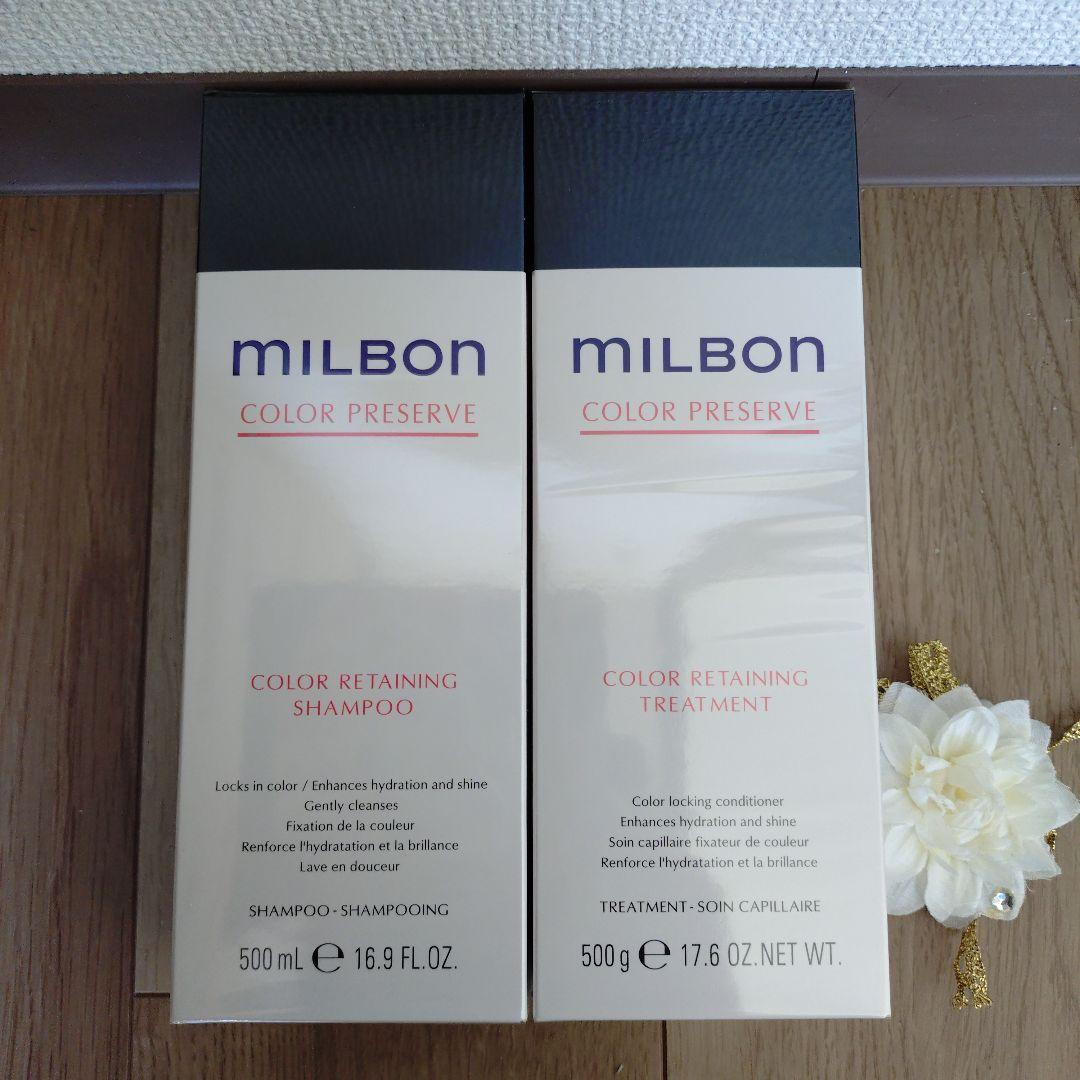 mILBON
COLOR PRESERVE
COLOR RETAINING
SHAMPOO
Locks in color / Enhances hydration and shine
Gently cleanses
Fixation de la couleur
Renforce l'hydratation et la brillance
Lave en douceur
SHAMPOO - SHAMPOOING
500 mL ℮ 16.9 FL.OZ.
mILBON
COLOR PRESERVE
COLOR RETAINING
TREATMENT
Color locking conditioner
Enhances hydration and shine
Soin capillaire fixateur de couleur
Renforce l'hydratation et la brillance
TREATMENT - SOIN CAPILLAIRE
500 g ℮ 17.6 OZ.NET WT.